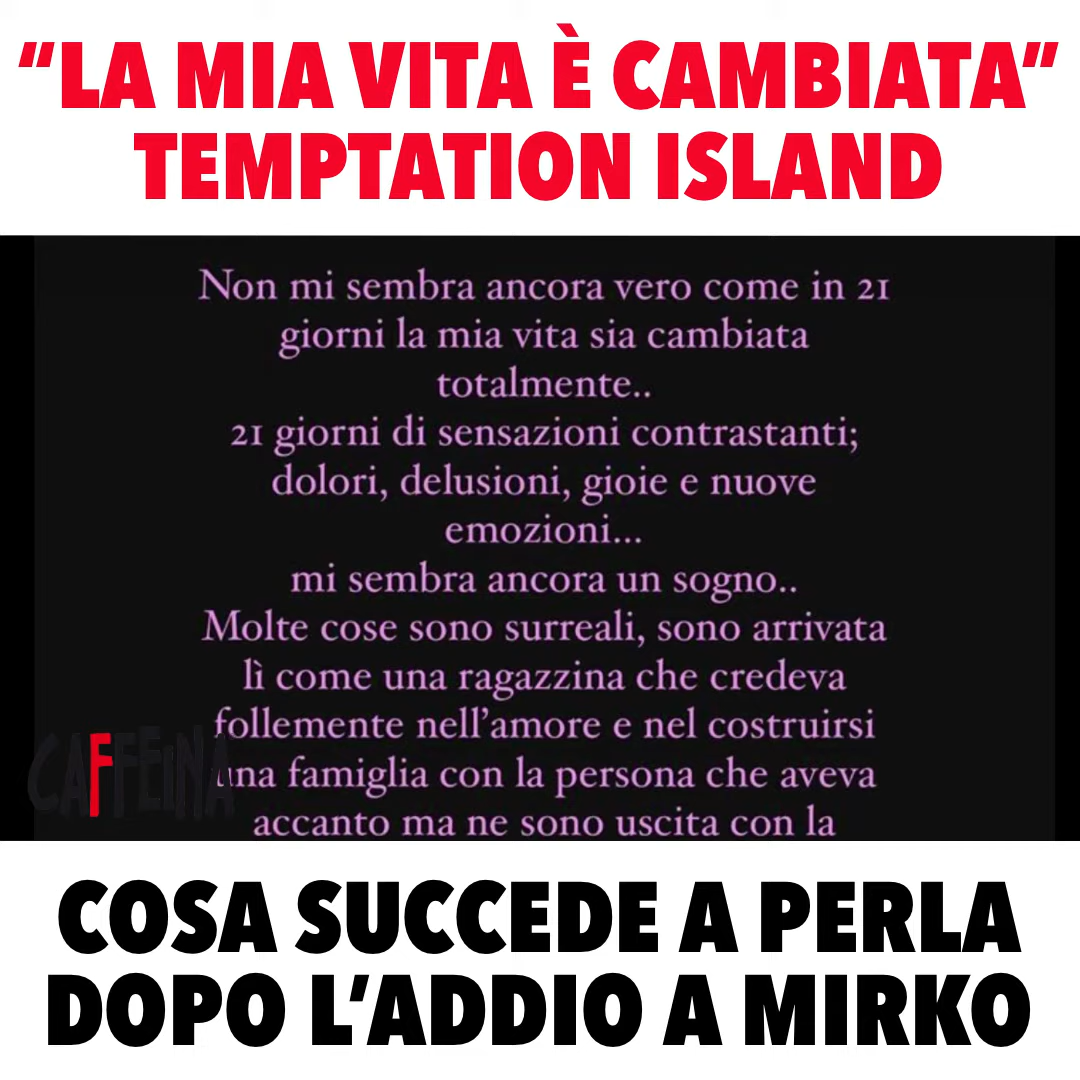 “LA MIA VITA È CAMBIATA”
TEMPTATION ISLAND
Non mi sembra ancora vero come in 21
giorni la mia vita sia cambiata
totalmente..
21 giorni di sensazioni contrastanti;
dolori, delusioni, gioie e nuove
emozioni...
mi sembra ancora un sogno..
Molte cose sono surreali, sono arrivata
lì come una ragazzina che credeva
follemente nell’amore e nel costruirsi
una famiglia con la persona che aveva
accanto ma ne sono uscita con la
CAFFEINA
COSA SUCCEDE A PERLA
DOPO L’ADDIO A MIRKO